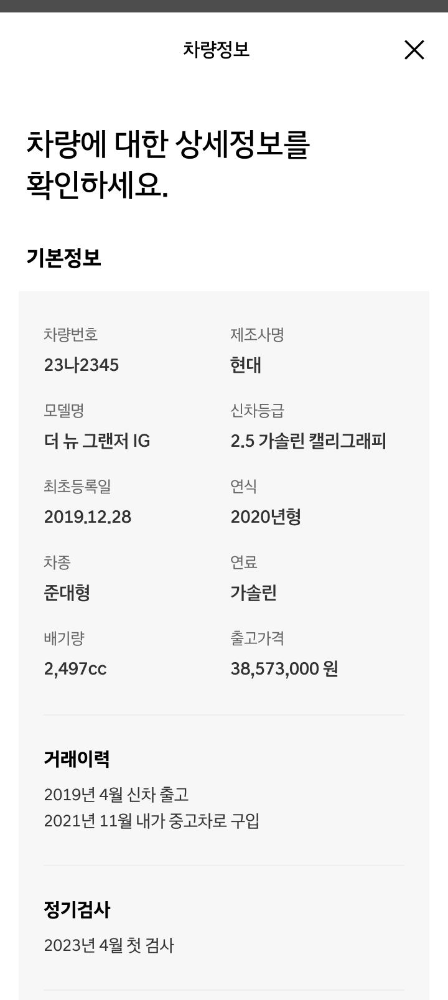 차량정보
차량에 대한 상세정보를
확인하세요.
기본정보
차량번호
23나2345
제조사명
현대
모델명
더 뉴 그랜저 IG
신차등급
2.5 가솔린 캘리그래피
최초등록일
2019.12.28
연식
2020년형
차종
준대형
연료
가솔린
배기량
2,497cc
출고가격
38,573,000 원
거래이력
2019년 4월 신차 출고
2021년 11월 내가 중고차로 구입
정기검사
2023년 4월 첫 검사